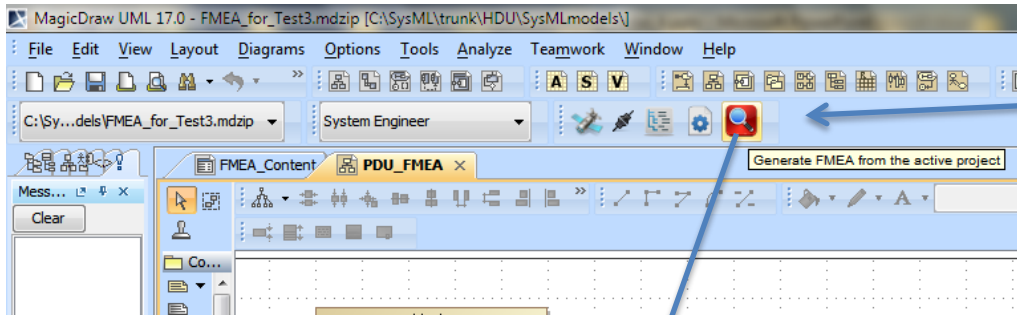 MagicDraw UML 17.0 - FMEA_for_Test3.mdzip [C:\SysML\trunk\HDU\SysMLmodels\]
File Edit View Layout Diagrams Options Tools Analyze Teamwork Window Help
A S V
C:\Sy...dels\FMEA_for_Test3.mdzip System Engineer
FMEA_Content PDU_FMEA
Generate FMEA from the active project
Mess...
Clear
A
Co...